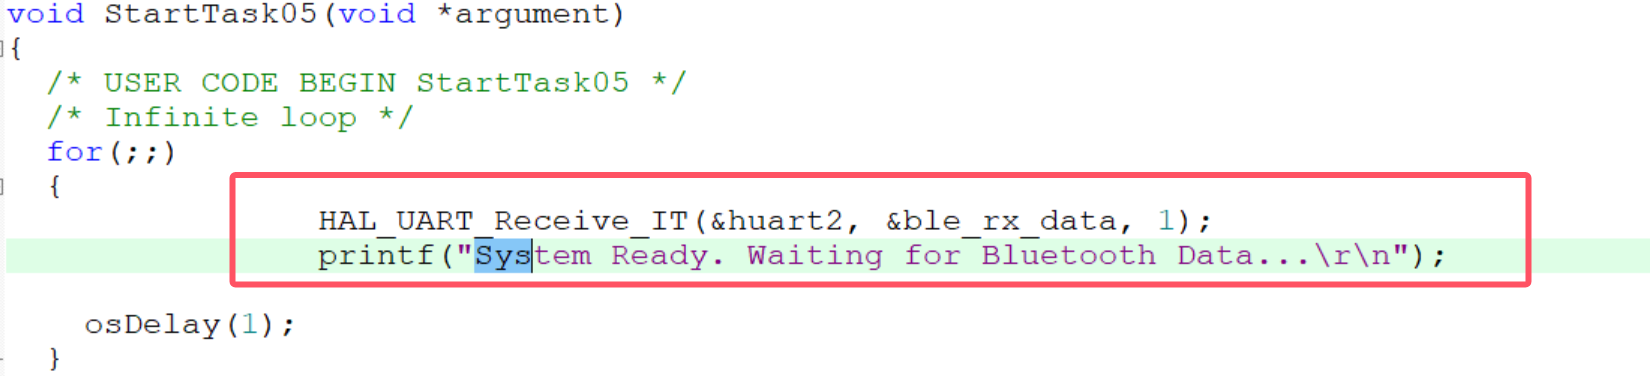 void StartTask05(void *argument)
{
/* USER CODE BEGIN StartTask05 */
/* Infinite loop */
for(;;)
{
HAL_UART_Receive_IT(&huart2, &ble_rx_data, 1);
printf("System Ready. Waiting for Bluetooth Data...\r\n");
osDelay(1);
}